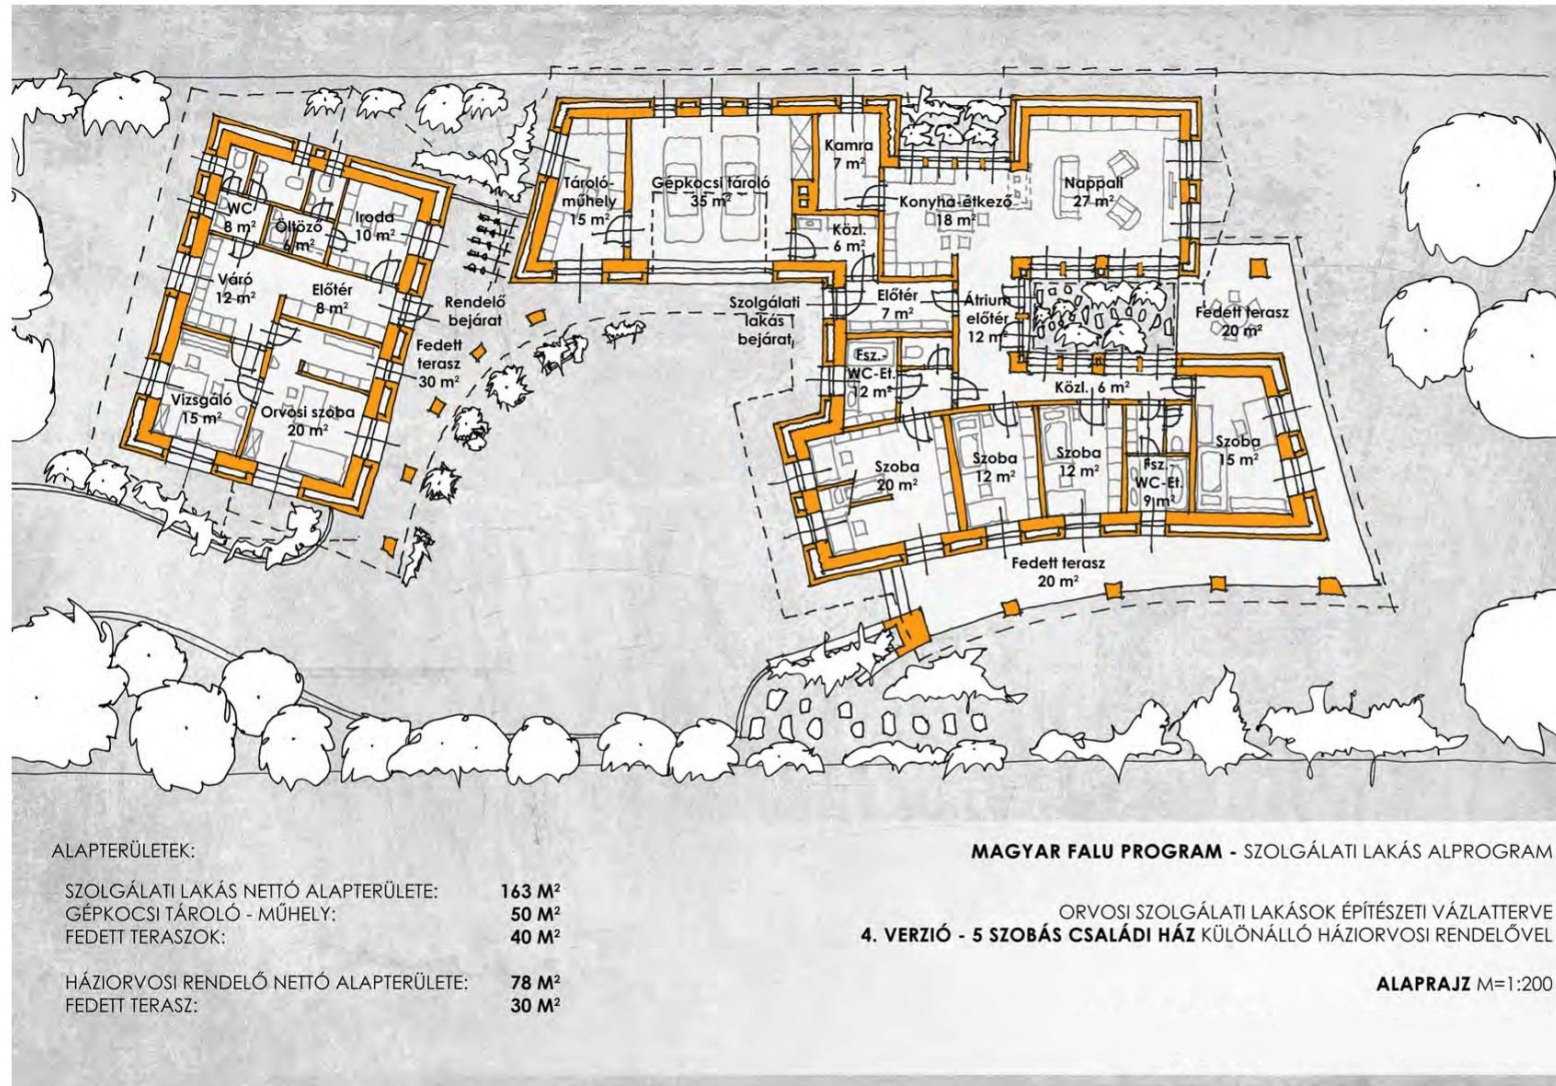 Kamra
7 m²
Tároló-
műhely
15 m²
Gépkocsi tároló
35 m²
Konyha-étkező
18 m²
Nappali
27 m²
Közl.
6 m²
WC
8 m²
Öltöző
6 m²
Iroda
10 m²
Váró
12 m²
Előtér
8 m²
Rendelő
bejárat
Fedett
terasz
30 m²
Vizsgáló
15 m²
Orvosi szoba
20 m²
Szolgálati
lakás
bejárat
Előtér
7 m²
Átrium
előtér
12 m²
Fedett terasz
20 m²
Fsz.-
WC-Et.
12 m²
Közl. 6 m²
Szoba
20 m²
Szoba
12 m²
Szoba
12 m²
Fsz.-
WC-Et.
9 m²
Szoba
15 m²
Fedett terasz
20 m²
ALAPTERÜLETEK:
SZOLGÁLATI LAKÁS NETTÓ ALAPTERÜLETE: 163 M²
GÉPKOCSI TÁROLÓ - MŰHELY: 50 M²
FEDETT TERASZOK: 40 M²
HÁZIORVOSI RENDELŐ NETTÓ ALAPTERÜLETE: 78 M²
FEDETT TERASZ: 30 M²
MAGYAR FALU PROGRAM - SZOLGÁLATI LAKÁS ALPROGRAM
ORVOSI SZOLGÁLATI LAKÁSOK ÉPÍTÉSZETI VÁZLATTERVE
4. VERZIÓ - 5 SZOBÁS CSALÁDI HÁZ KÜLÖNÁLLÓ HÁZIORVOSI RENDELŐVEL
ALAPRAJZ M=1:200